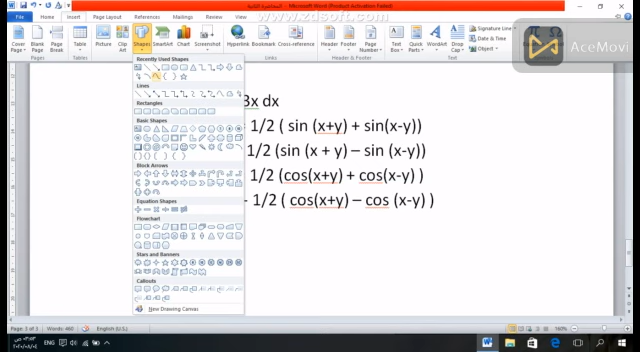 المحاضرة الثانية - Microsoft Word (Product Activation Failed)
www.zdsoft.com
File Home Insert Page Layout References Mailings Review View
Cover Page Blank Page Page Break Table Picture Clip Art Shapes SmartArt Chart Screenshot Hyperlink Bookmark Cross-reference Header Footer Page Number Text Box Quick Parts WordArt Drop Cap Signature Line Date & Time Object
AceMovi
Pages Tables Links Header & Footer Text
Recently Used Shapes
Lines
Rectangles
Basic Shapes
Block Arrows
Equation Shapes
Flowchart
Stars and Banners
Callouts
New Drawing Canvas
3x dx
1/2 ( sin (x+y) + sin(x-y))
1/2 (sin (x + y) – sin (x-y))
1/2 (cos(x+y) + cos(x-y) )
- 1/2 ( cos(x+y) – cos (x-y) )
Page: 3 of 3 Words: 460 English (U.S.) 160%
ENG